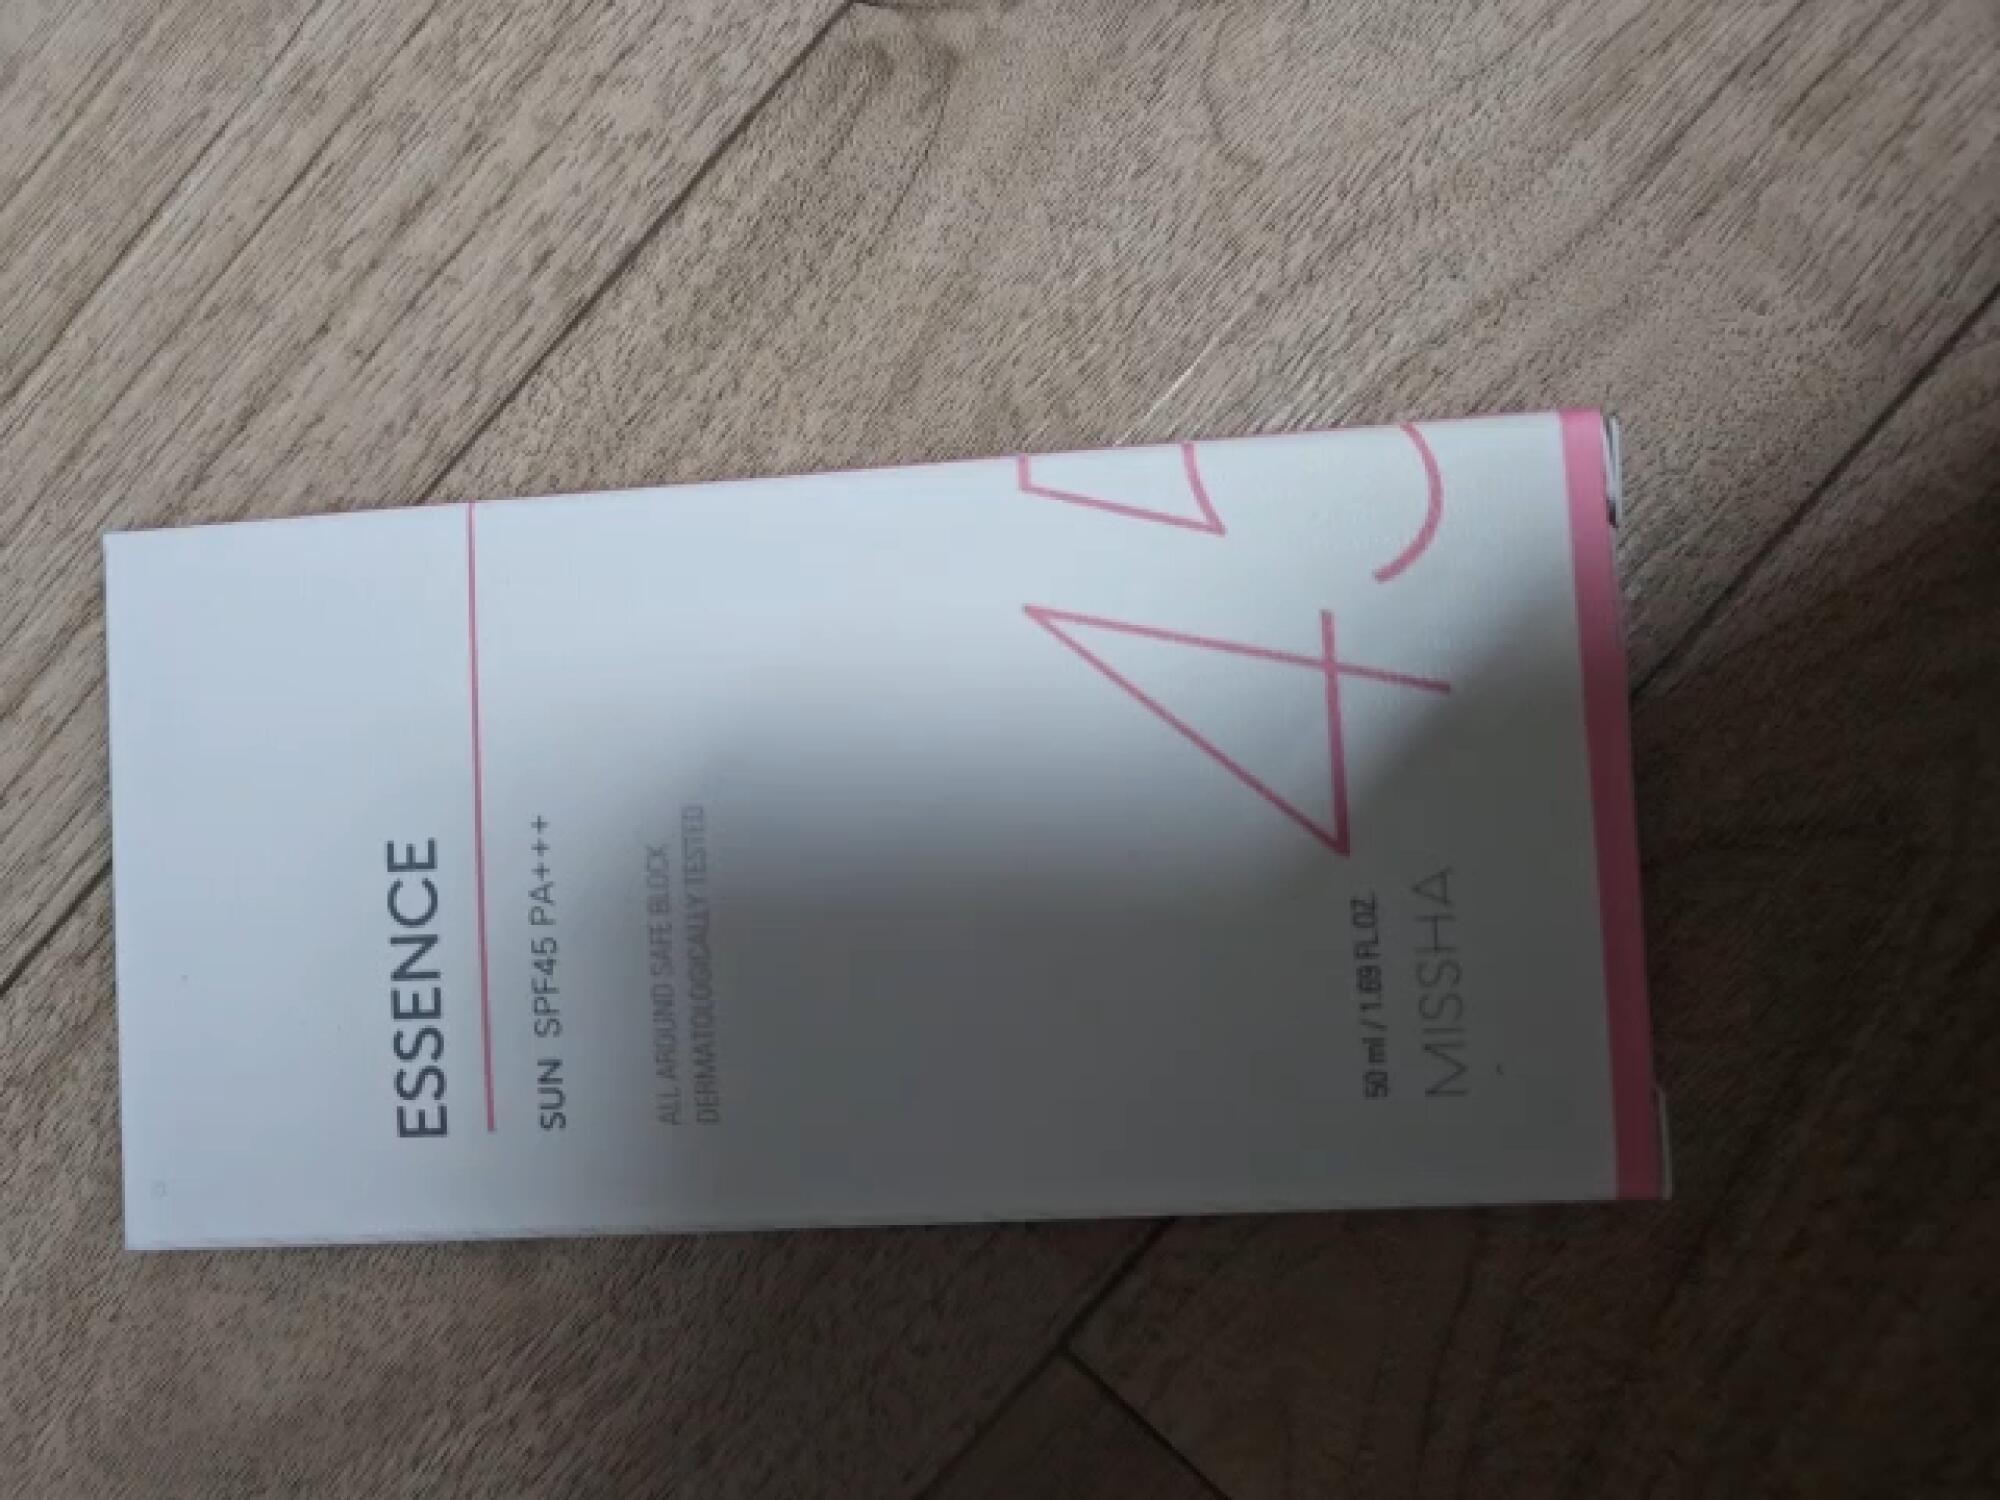 ESSENCE
SUN SPF45 PA+++
ALL AROUND SAFE BLOCK
DERMATOLOGICALLY TESTED
45
50 ml / 1.69 FL.OZ.
MISSHA